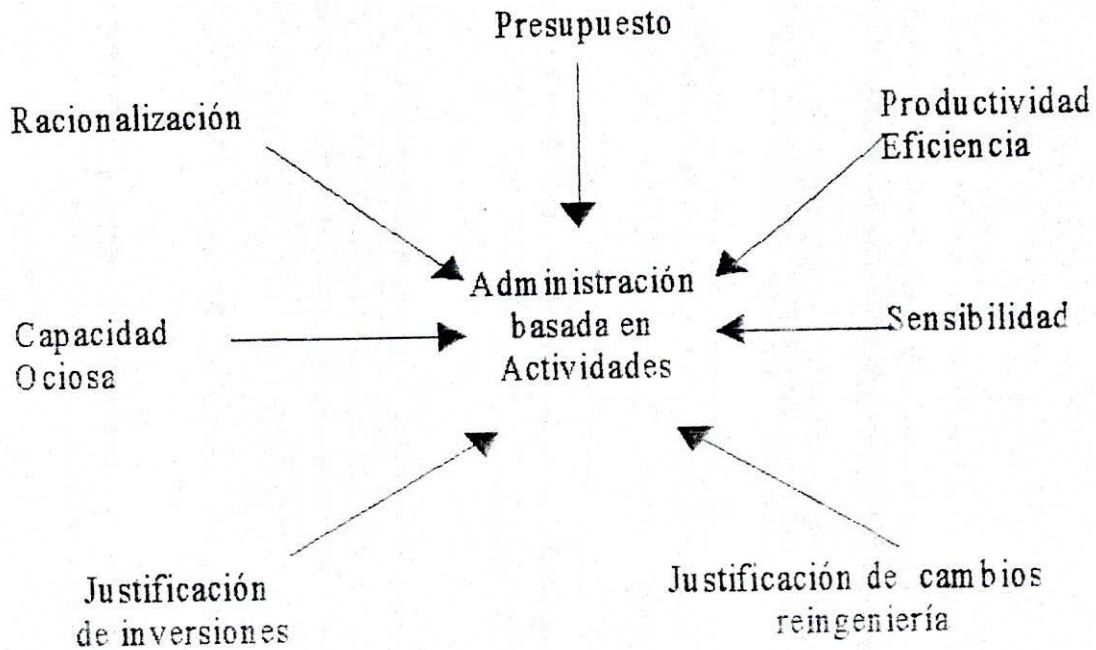 Presupuesto
Racionalización
Productividad
Eficiencia
Administración
basada en
Actividades
Capacidad
Ociosa
Sensibilidad
Justificación
de inversiones
Justificación de cambios
reingeniería